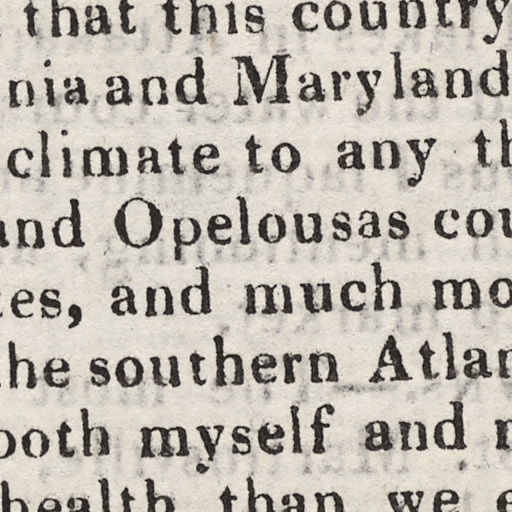 that this country
nia and Maryland
climate to any th
and Opelousas cou
tes, and much mo
the southern Atlan
both myself and m
health than we e